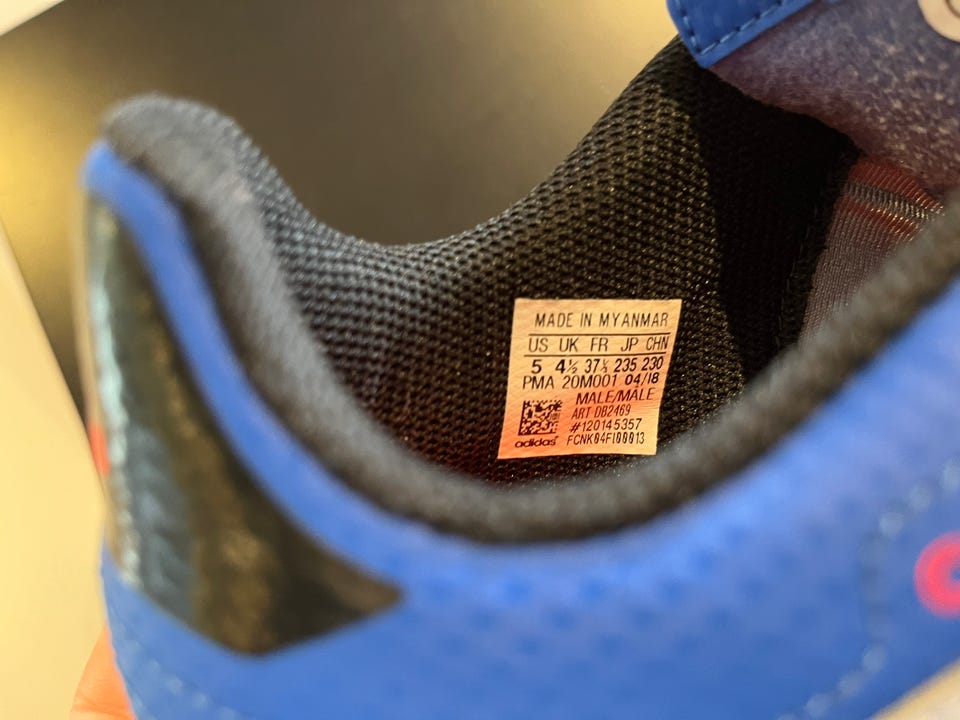 MADE IN MYANMAR
US UK FR JP CHN
5 4½ 37⅓ 235 230
PMA 20M001 04/18
MALE/MALE
ART DB2469
#120145357
adidas FCNK04FI00013